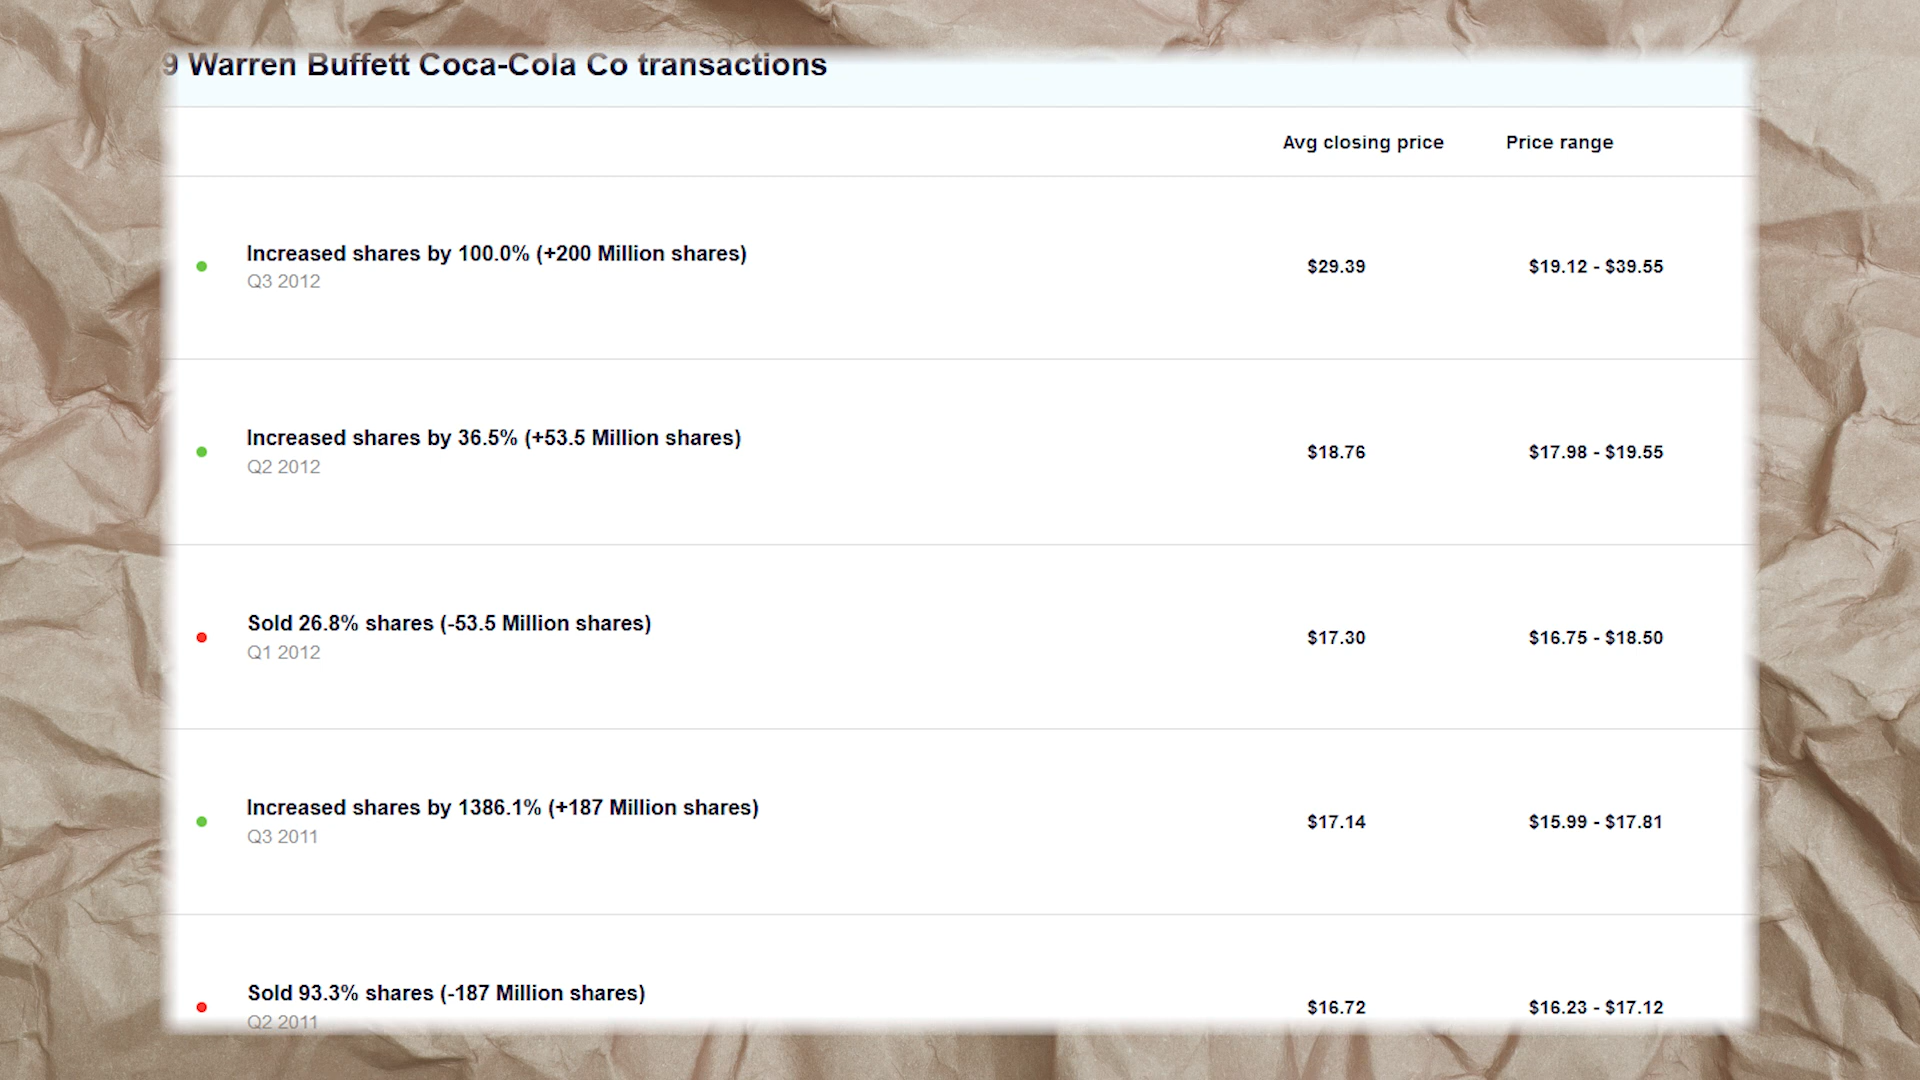 9 Warren Buffett Coca-Cola Co transactions
Avg closing price Price range
Increased shares by 100.0% (+200 Million shares)
Q3 2012
$29.39 $19.12 - $39.55
Increased shares by 36.5% (+53.5 Million shares)
Q2 2012
$18.76 $17.98 - $19.55
Sold 26.8% shares (-53.5 Million shares)
Q1 2012
$17.30 $16.75 - $18.50
Increased shares by 1386.1% (+187 Million shares)
Q3 2011
$17.14 $15.99 - $17.81
Sold 93.3% shares (-187 Million shares)
Q2 2011
$16.72 $16.23 - $17.12